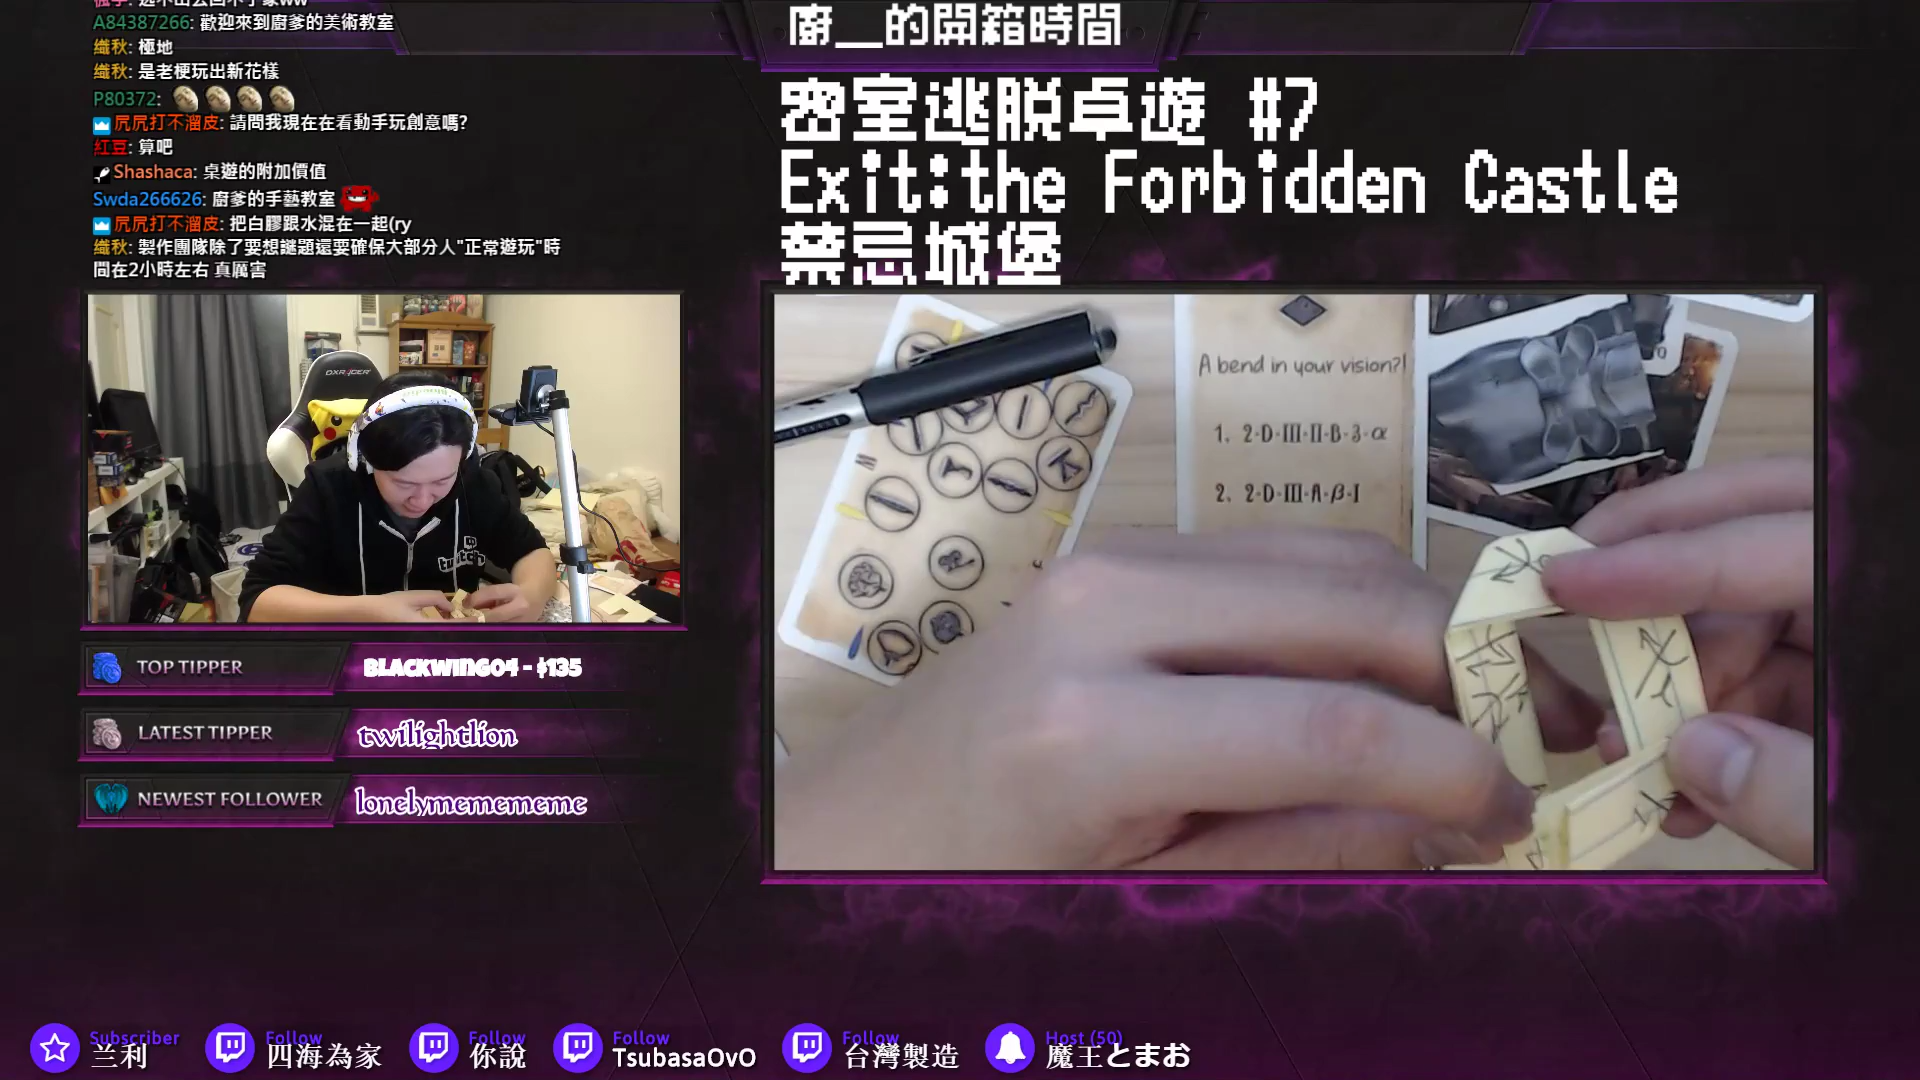 A84387266: 歡迎來到廚爹的美術教室
織秋: 極地
織秋: 是老梗玩出新花樣
P80372:
尻尻打不溜皮: 請問我現在在看動手玩創意嗎?
紅豆: 算吧
Shashaca: 桌遊的附加價值
Swda266626: 廚爹的手藝教室
尻尻打不溜皮: 把白膠跟水混在一起(ry
織秋: 製作團隊除了要想謎題還要確保大部分人"正常遊玩"時
間在2小時左右 真厲害
廚__的開箱時間
密室逃脫桌遊 #7
Exit:the Forbidden Castle
禁忌城堡
DXRACER
twitch
A bend in your vision?!
1. 2-D-III-II-B-3-α
2. 2-D-III-A-β-I
TOP TIPPER
BLACKWING04 - $135
LATEST TIPPER
twilightlion
NEWEST FOLLOWER
lonelymemememe
Subscriber
兰利
Follow
四海為家
Follow
你說
Follow
TsubasaOvO
Follow
台灣製造
Host (50)
魔王とまお